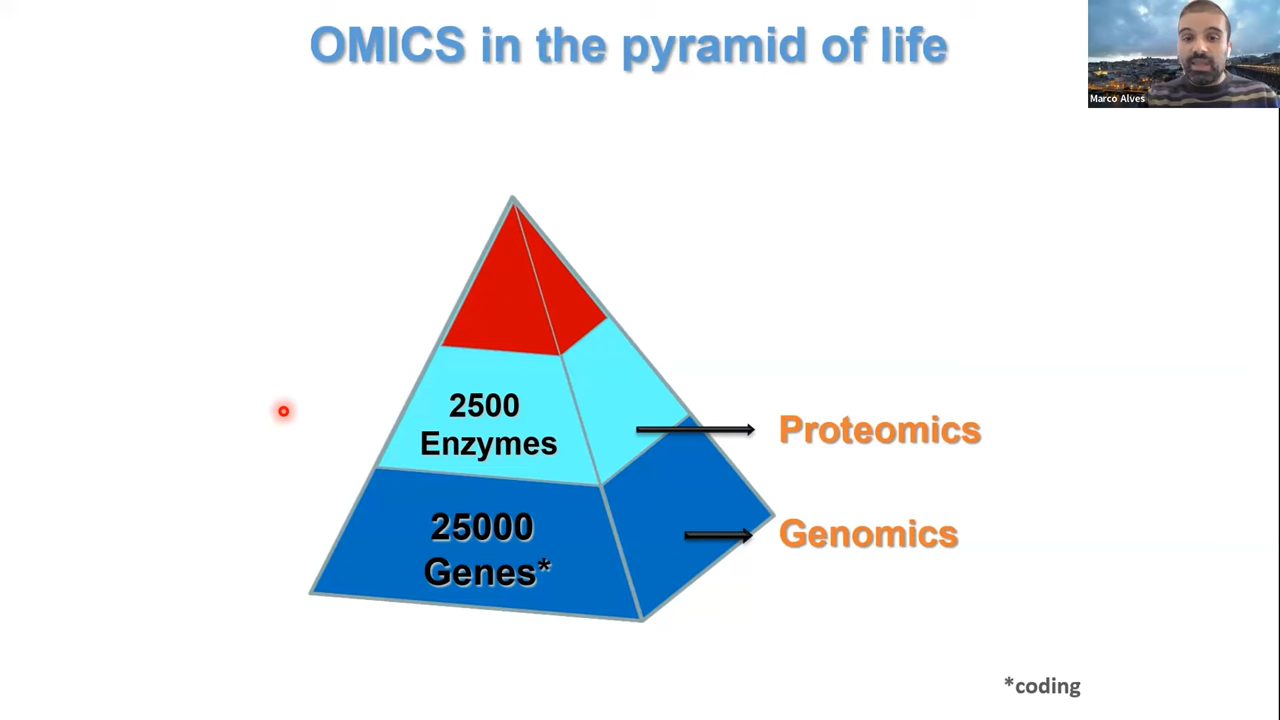 OMICS in the pyramid of life
Marco Alves
2500
Enzymes
Proteomics
25000
Genes*
Genomics
*coding